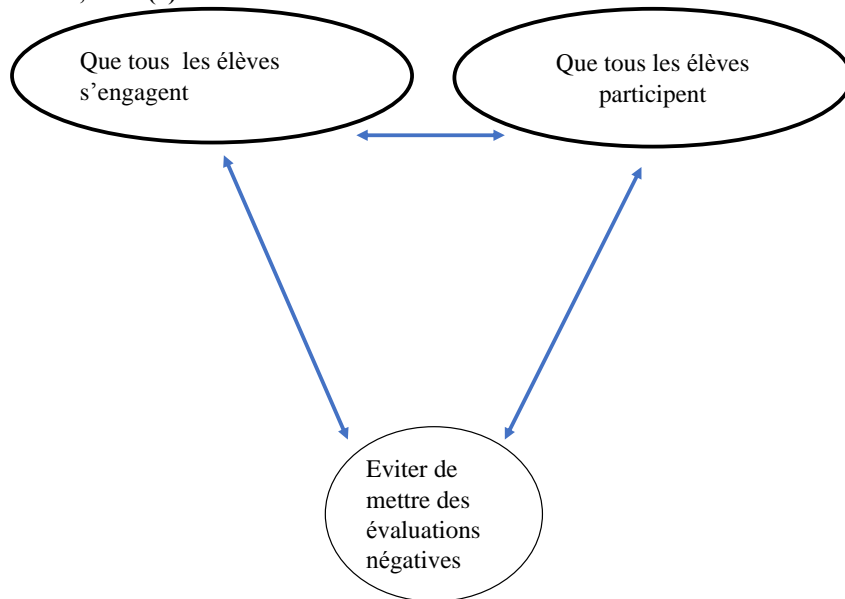 Que tous les élèves
s’engagent
Que tous les élèves
participent
Eviter de
mettre des
évaluations
négatives